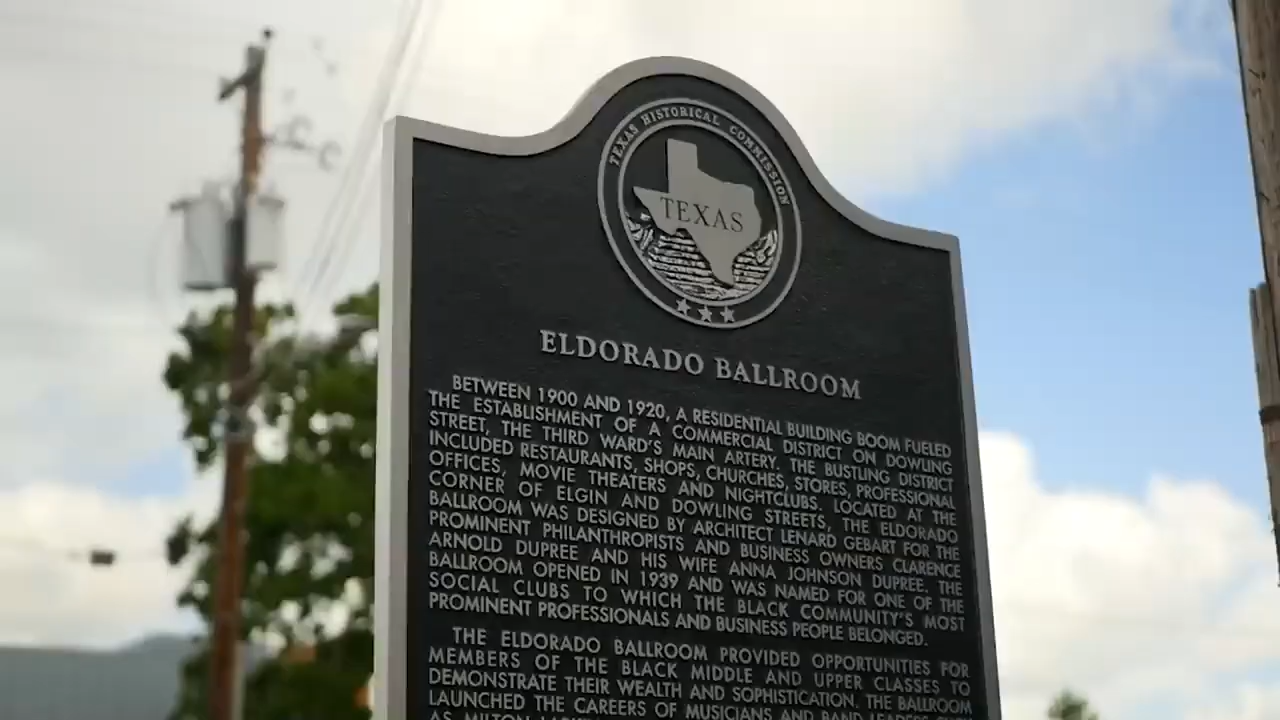 TEXAS HISTORICAL COMMISSION
TEXAS
ELDORADO BALLROOM
BETWEEN 1900 AND 1920, A RESIDENTIAL BUILDING BOOM FUELED
THE ESTABLISHMENT OF A COMMERCIAL DISTRICT ON DOWLING
STREET, THE THIRD WARD'S MAIN ARTERY. THE BUSTLING DISTRICT
INCLUDED RESTAURANTS, SHOPS, CHURCHES, STORES, PROFESSIONAL
OFFICES, MOVIE THEATERS AND NIGHTCLUBS. LOCATED AT THE
CORNER OF ELGIN AND DOWLING STREETS, THE ELDORADO
BALLROOM WAS DESIGNED BY ARCHITECT LENARD GEBART FOR THE
PROMINENT PHILANTHROPISTS AND BUSINESS OWNERS CLARENCE
ARNOLD DUPREE AND HIS WIFE ANNA JOHNSON DUPREE. THE
BALLROOM OPENED IN 1939 AND WAS NAMED FOR ONE OF THE
SOCIAL CLUBS TO WHICH THE BLACK COMMUNITY'S MOST
PROMINENT PROFESSIONALS AND BUSINESS PEOPLE BELONGED.
THE ELDORADO BALLROOM PROVIDED OPPORTUNITIES FOR
MEMBERS OF THE BLACK MIDDLE AND UPPER CLASSES TO
DEMONSTRATE THEIR WEALTH AND SOPHISTICATION. THE BALLROOM
LAUNCHED THE CAREERS OF MUSICIANS AND BAND LEADERS SUCH
AS MILTON